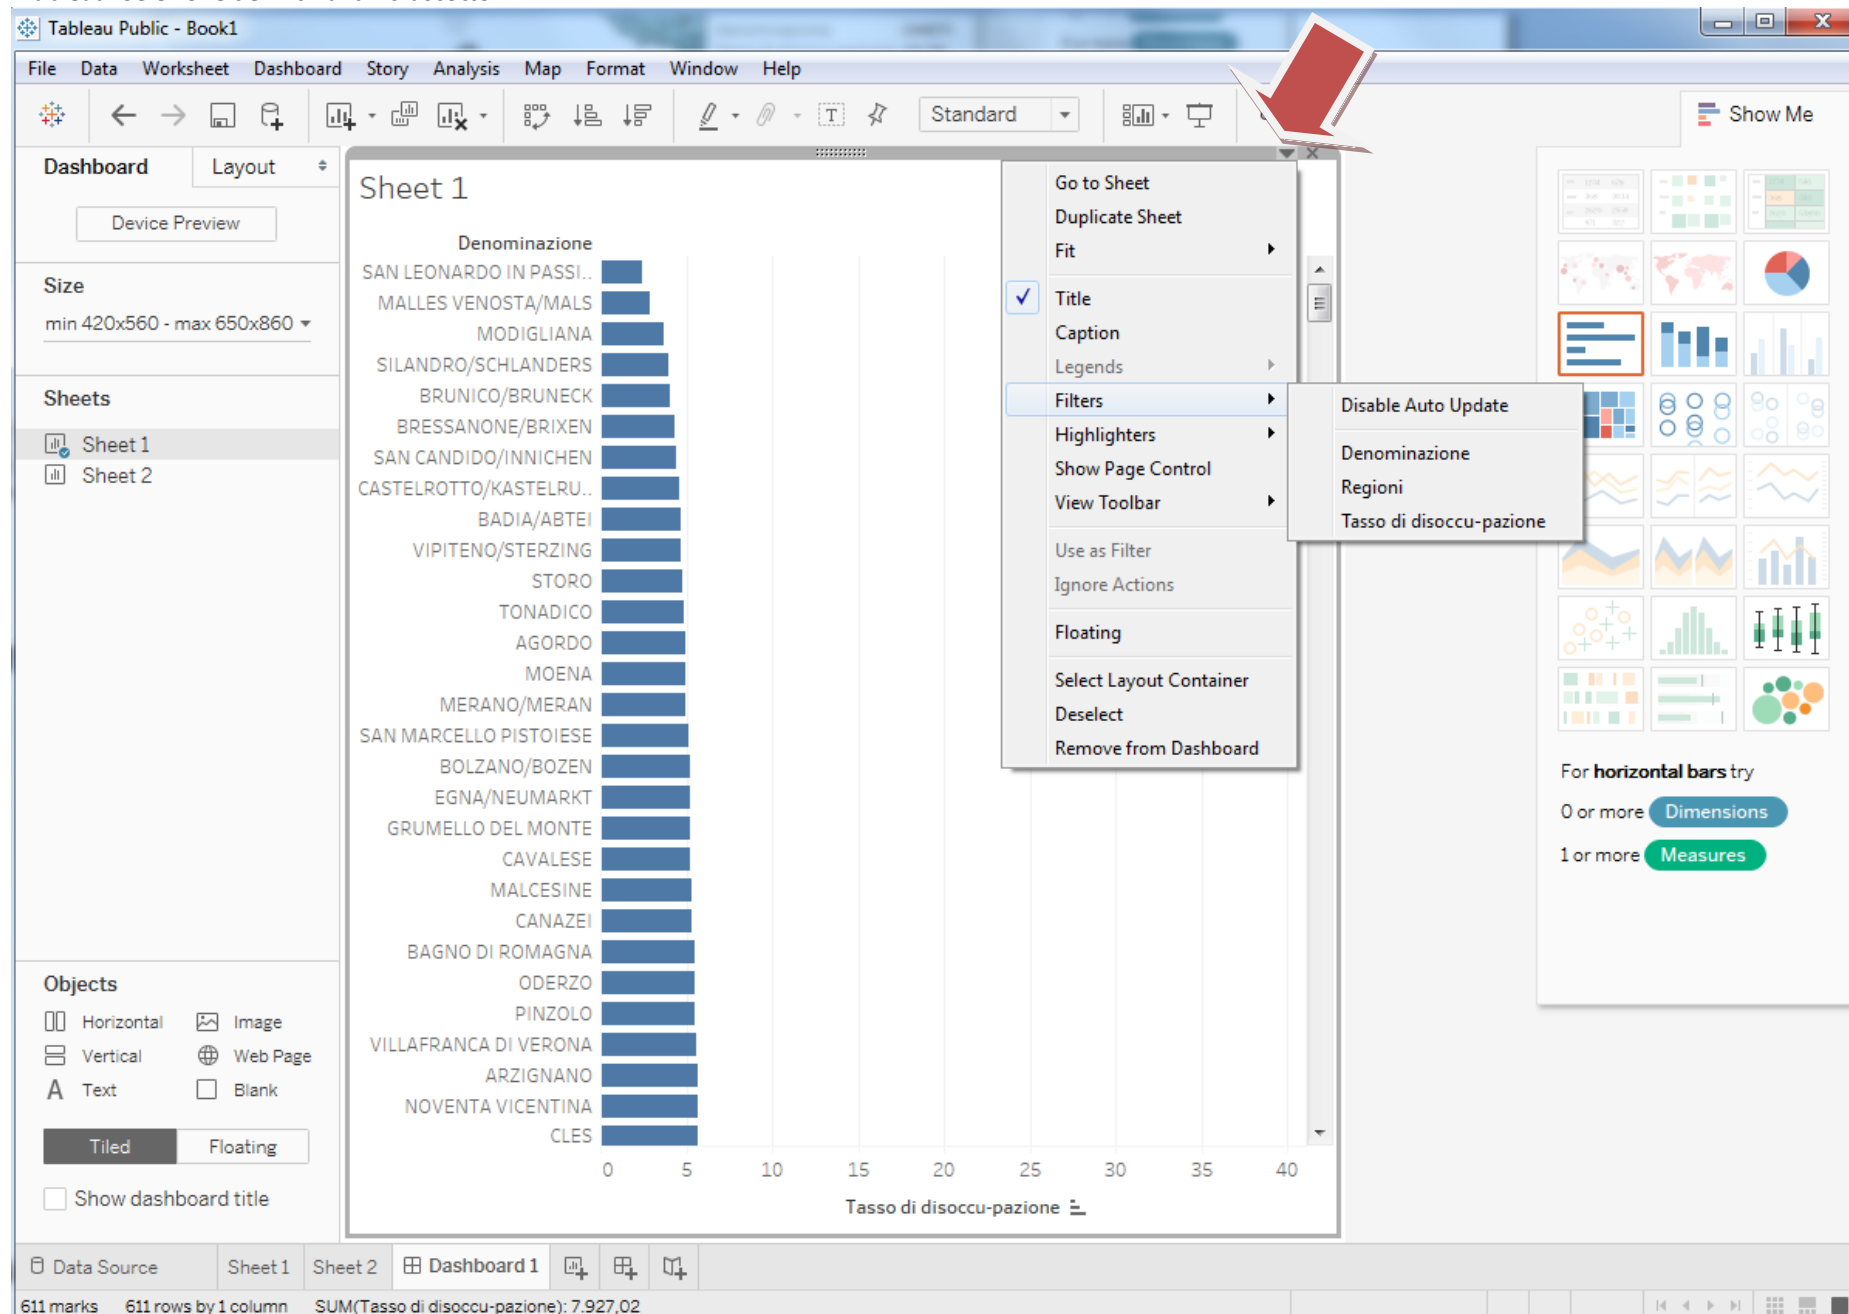 Tableau Public - Book1
File Data Worksheet Dashboard Story Analysis Map Format Window Help
Standard
Show Me
Dashboard Layout
Device Preview
Size
min 420x560 - max 650x860
Sheets
Sheet 1
Sheet 2
Objects
Horizontal Image
Vertical Web Page
A Text Blank
Tiled Floating
Show dashboard title
Sheet 1
Denominazione
SAN LEONARDO IN PASSI..
MALLES VENOSTA/MALS
MODIGLIANA
SILANDRO/SCHLANDERS
BRUNICO/BRUNECK
BRESSANONE/BRIXEN
SAN CANDIDO/INNICHEN
CASTELROTTO/KASTELRU..
BADIA/ABTEI
VIPITENO/STERZING
STORO
TONADICO
AGORDO
MOENA
MERANO/MERAN
SAN MARCELLO PISTOIESE
BOLZANO/BOZEN
EGNA/NEUMARKT
GRUMELLO DEL MONTE
CAVALESE
MALCESINE
CANAZEI
BAGNO DI ROMAGNA
ODERZO
PINZOLO
VILLAFRANCA DI VERONA
ARZIGNANO
NOVENTA VICENTINA
CLES
0 5 10 15 20 25 30 35 40
Tasso di disoccu-pazione
Go to Sheet
Duplicate Sheet
Fit
Title
Caption
Legends
Filters
Highlighters
Show Page Control
View Toolbar
Use as Filter
Ignore Actions
Floating
Select Layout Container
Deselect
Remove from Dashboard
Disable Auto Update
Denominazione
Regioni
Tasso di disoccu-pazione
For horizontal bars try
0 or more Dimensions
1 or more Measures
Data Source Sheet 1 Sheet 2 Dashboard 1
611 marks 611 rows by 1 column SUM(Tasso di disoccu-pazione): 7.927,02